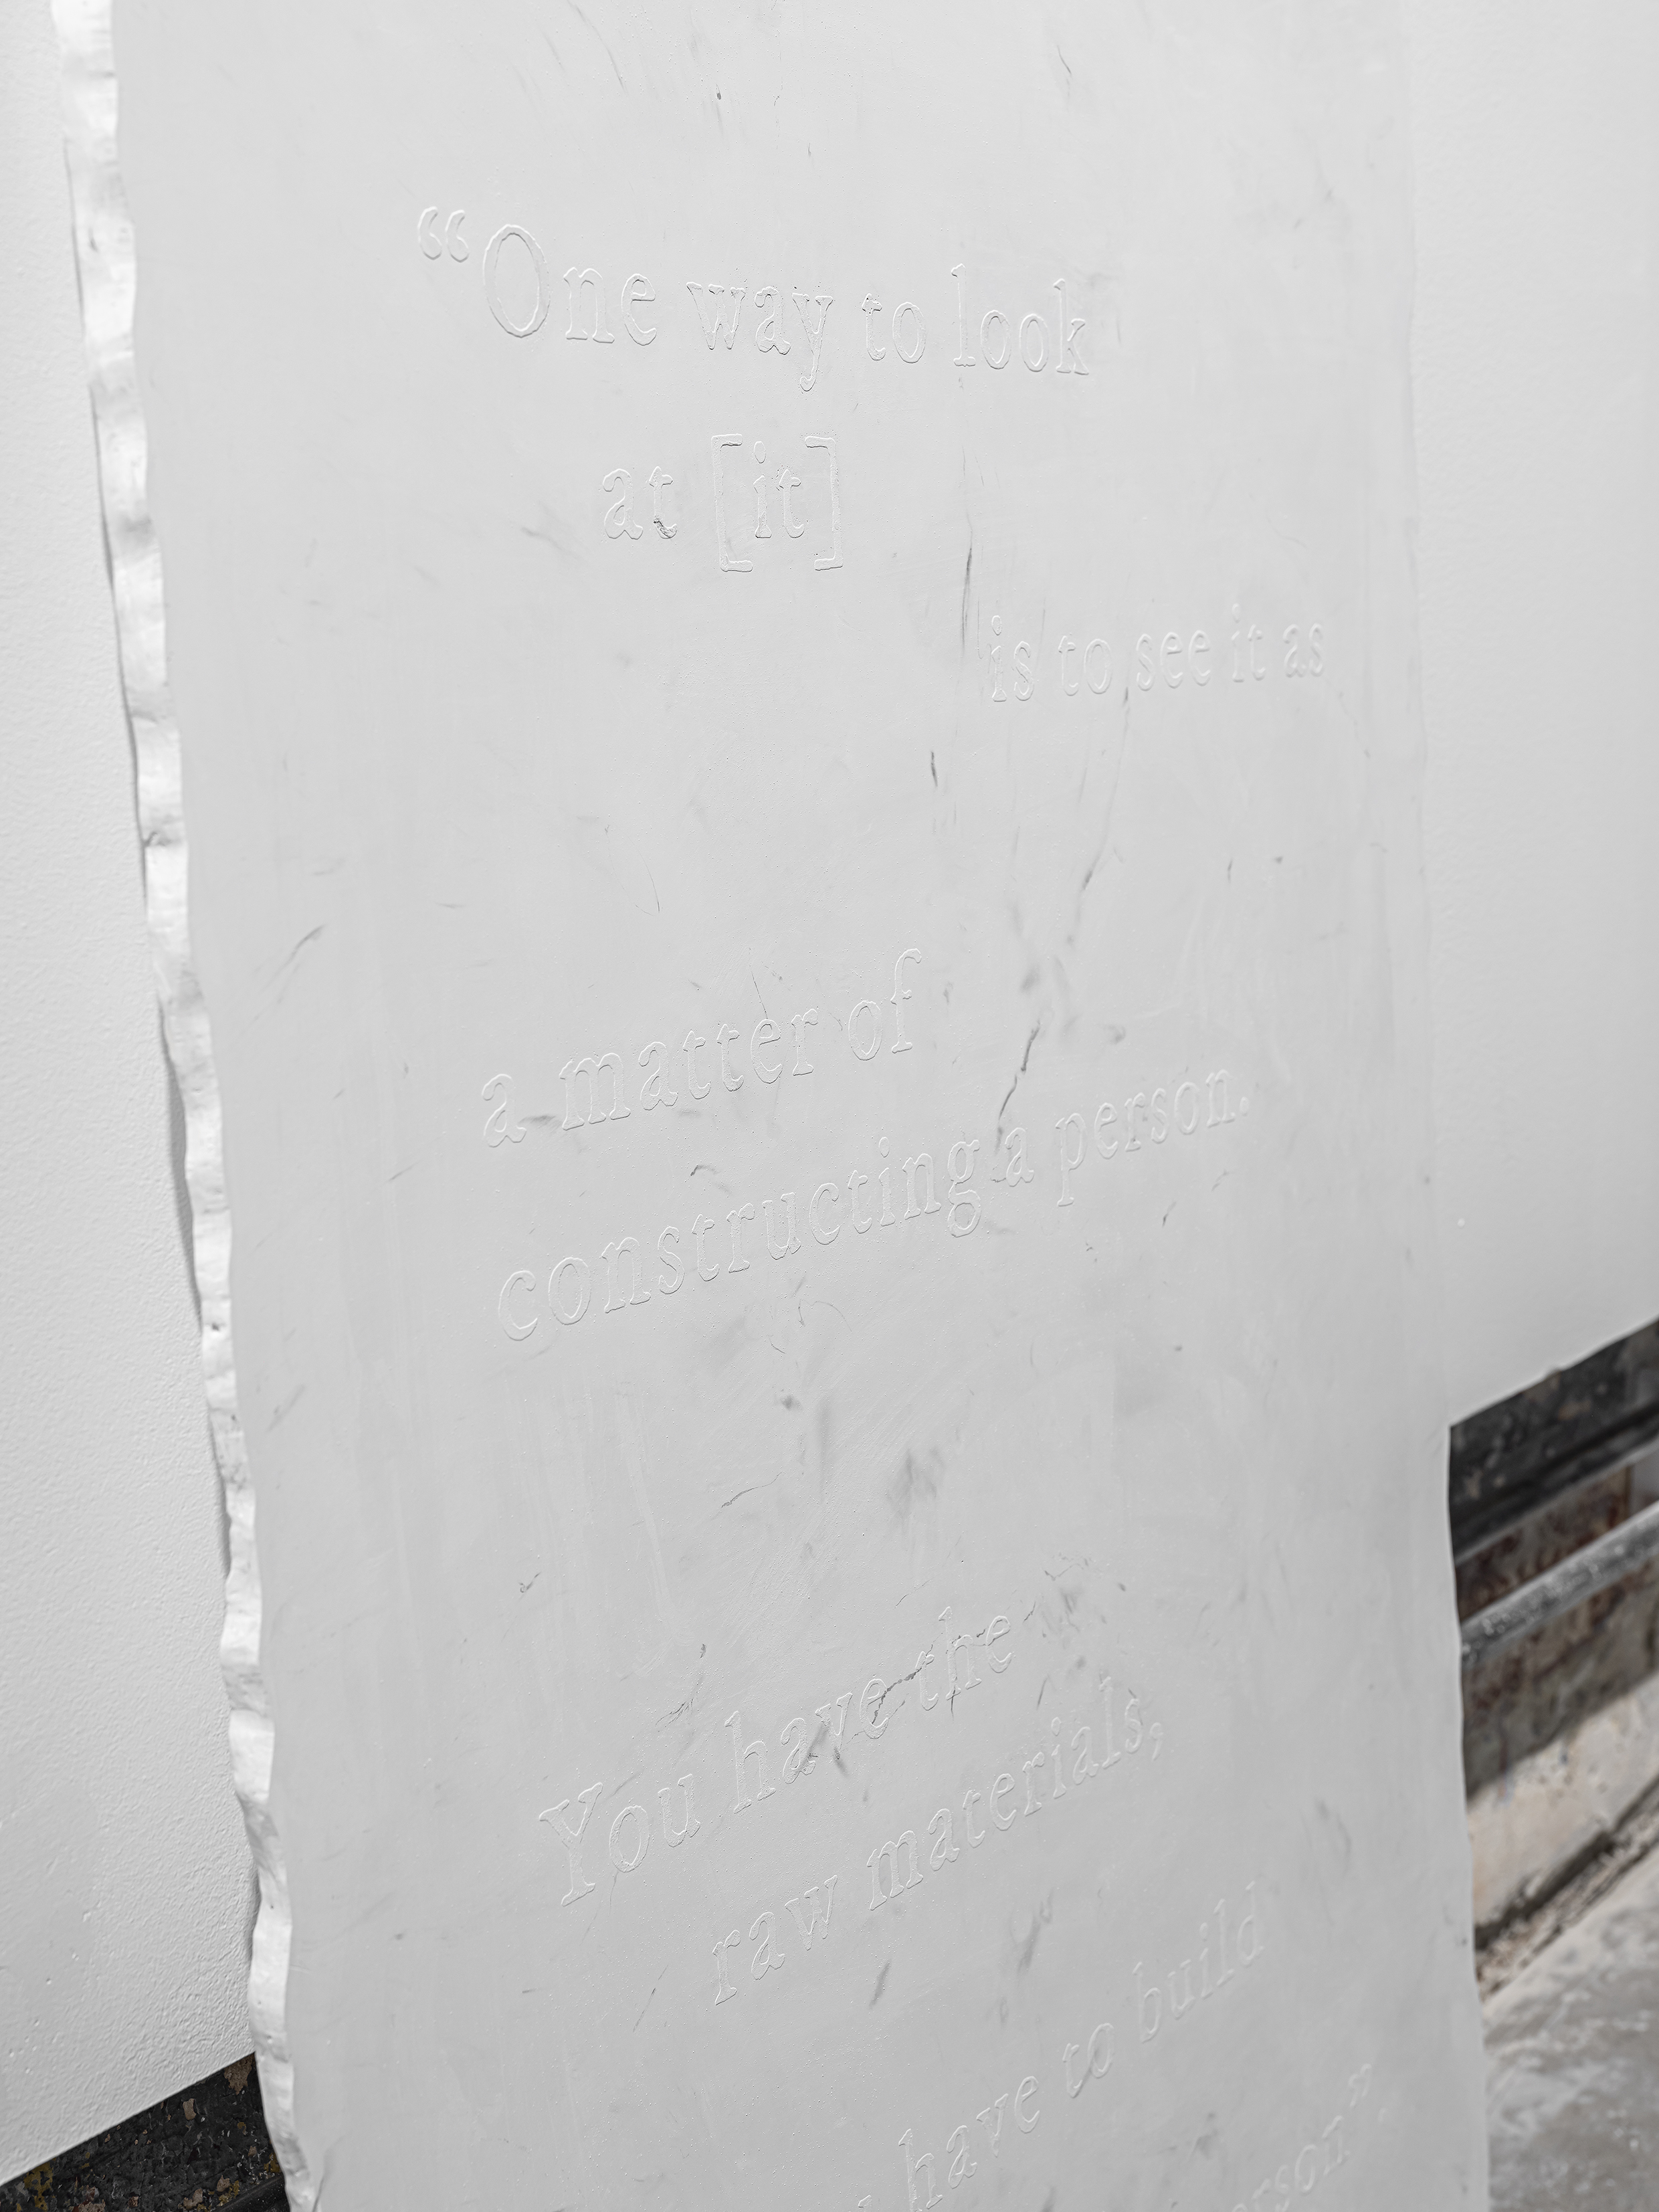 “One way to look
at [it]
is to see it as
a matter of
constructing a person.
You have the
raw materials,
have to build